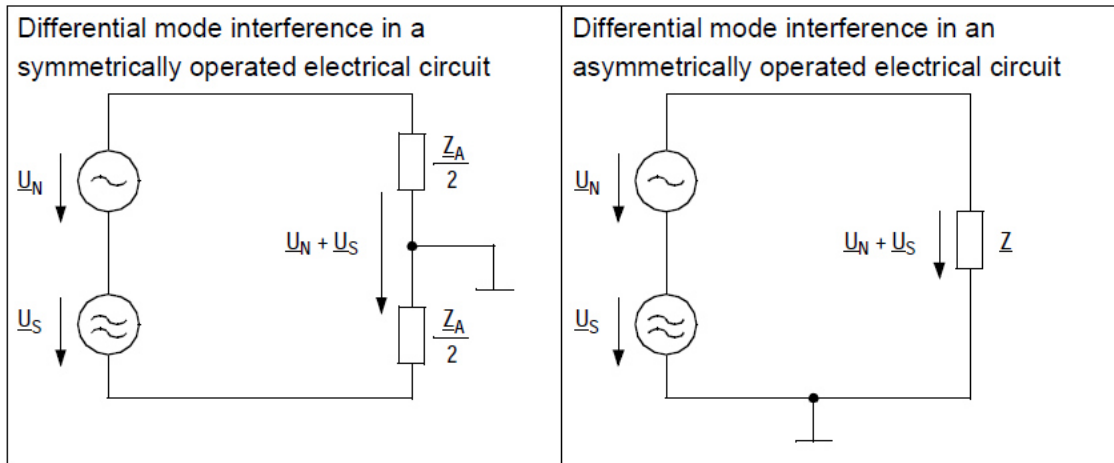 Differential mode interference in a
symmetrically operated electrical circuit
U_N
U_S
U_N + U_S
Z_A
2
Z_A
2
Differential mode interference in an
asymmetrically operated electrical circuit
U_N
U_S
U_N + U_S
Z